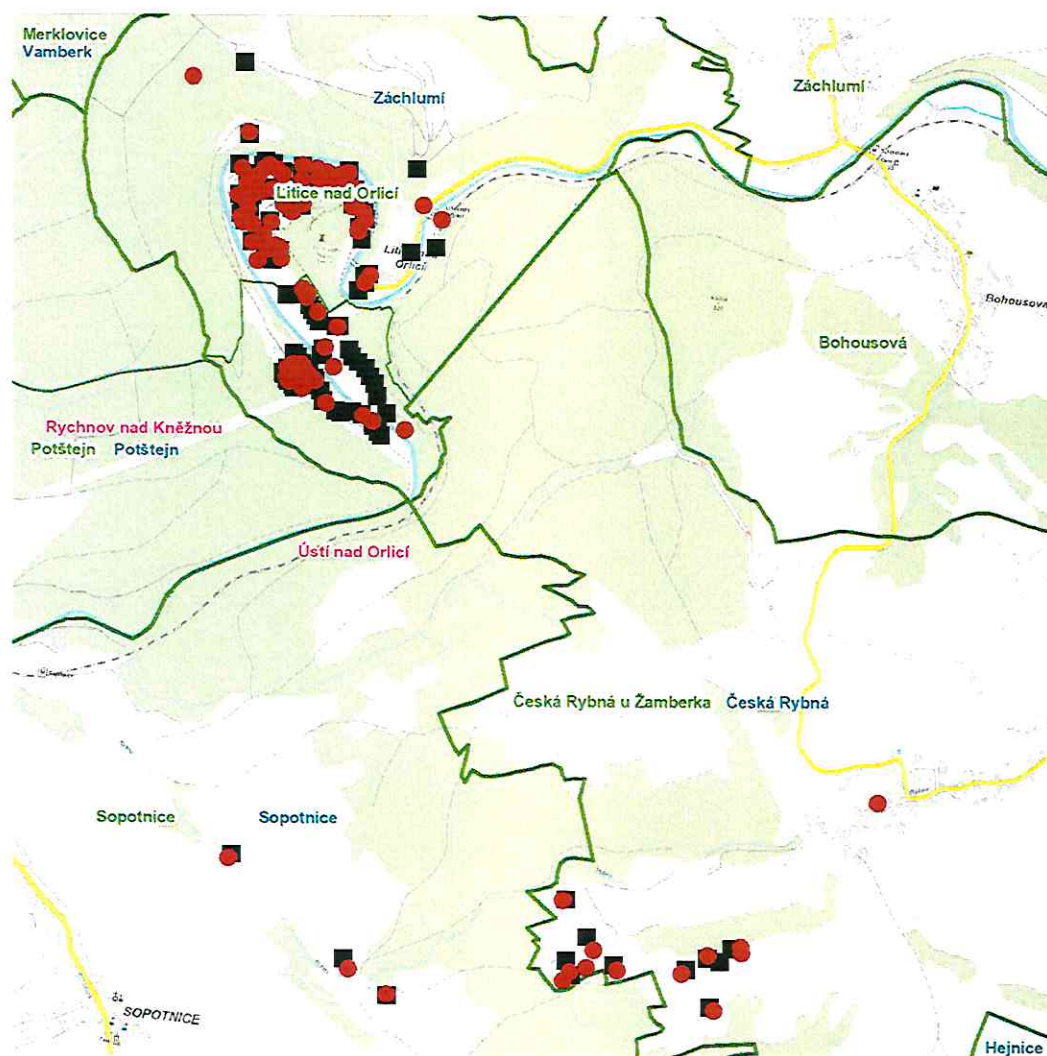 Merklovice
Vamberk
Záchlumí
Záchlumí
Litice nad Orlicí
Orlicí
Bohousová
Bohousová
Rychnov nad Kněžnou
Potštejn Potštejn
Ústí nad Orlicí
Česká Rybná u Žamberka Česká Rybná
Sopotnice Sopotnice
SOPOTNICE
Hejnice